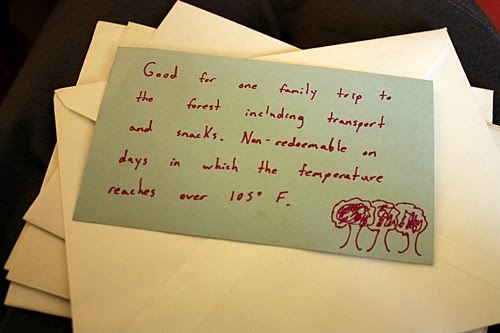 Good for one family trip to
the forest including transport
and snacks. Non-redeemable on
days in which the temperature
reaches over 105° F.